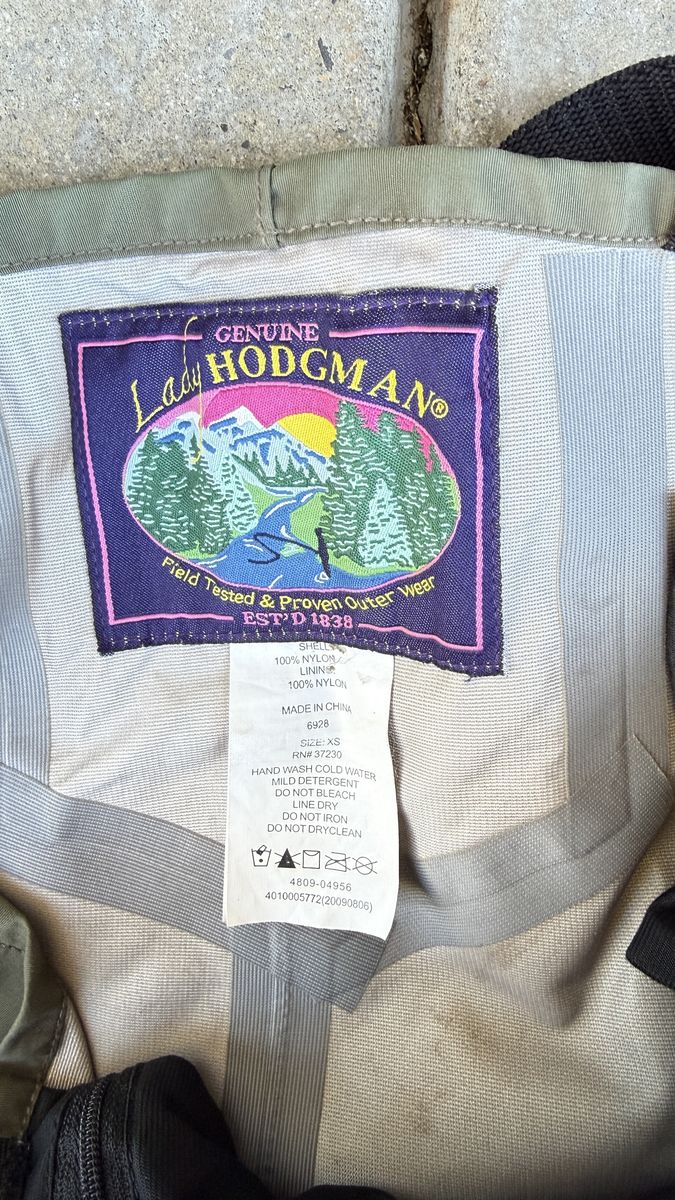 GENUINE
Lady HODGMAN®
Field Tested & Proven Outer Wear
EST'D 1838
SHELL:
100% NYLON
LINING:
100% NYLON
MADE IN CHINA
6928
SIZE: XS
RN# 37230
HAND WASH COLD WATER
MILD DETERGENT
DO NOT BLEACH
LINE DRY
DO NOT IRON
DO NOT DRYCLEAN
4809-04956
4010005772(20090806)